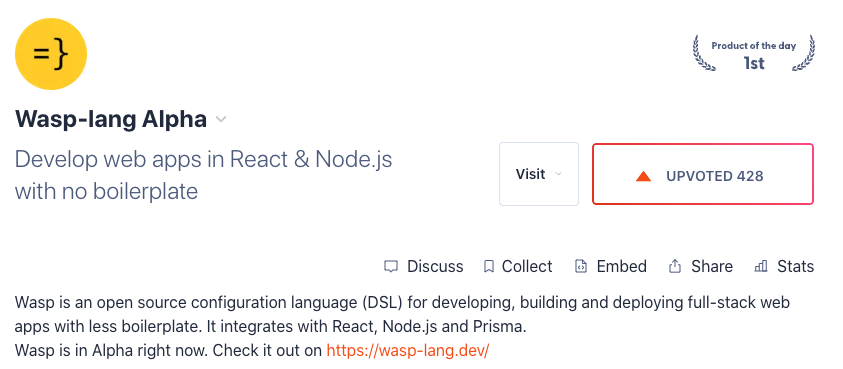 =}
Product of the day
1st
Wasp-lang Alpha
Develop web apps in React & Node.js
with no boilerplate
Visit
UPVOTED 428
Discuss
Collect
Embed
Share
Stats
Wasp is an open source configuration language (DSL) for developing, building and deploying full-stack web
apps with less boilerplate. It integrates with React, Node.js and Prisma.
Wasp is in Alpha right now. Check it out on https://wasp-lang.dev/